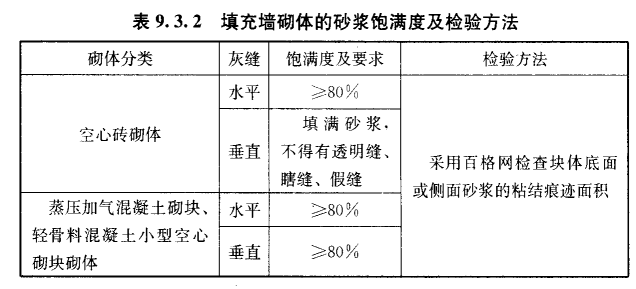 表 9.3.2 填充墙砌体的砂浆饱满度及检验方法
砌体分类 灰缝 饱满度及要求 检验方法
空心砖砌体
水平 ≥80%
垂直
填满砂浆,
不得有透明缝、
瞎缝、假缝
蒸压加气混凝土砌块、
轻骨料混凝土小型空心
砌块砌体
水平 ≥80%
垂直 ≥80%
采用百格网检查块体底面
或侧面砂浆的粘结痕迹面积